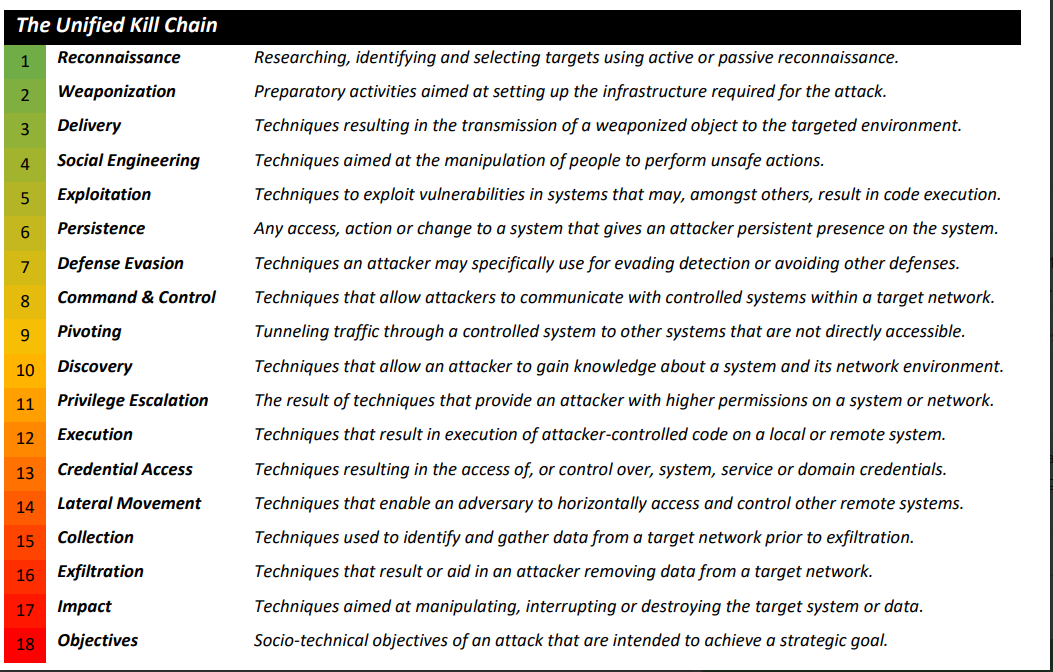 The Unified Kill Chain
1 Reconnaissance Researching, identifying and selecting targets using active or passive reconnaissance.
2 Weaponization Preparatory activities aimed at setting up the infrastructure required for the attack.
3 Delivery Techniques resulting in the transmission of a weaponized object to the targeted environment.
4 Social Engineering Techniques aimed at the manipulation of people to perform unsafe actions.
5 Exploitation Techniques to exploit vulnerabilities in systems that may, amongst others, result in code execution.
6 Persistence Any access, action or change to a system that gives an attacker persistent presence on the system.
7 Defense Evasion Techniques an attacker may specifically use for evading detection or avoiding other defenses.
8 Command & Control Techniques that allow attackers to communicate with controlled systems within a target network.
9 Pivoting Tunneling traffic through a controlled system to other systems that are not directly accessible.
10 Discovery Techniques that allow an attacker to gain knowledge about a system and its network environment.
11 Privilege Escalation The result of techniques that provide an attacker with higher permissions on a system or network.
12 Execution Techniques that result in execution of attacker-controlled code on a local or remote system.
13 Credential Access Techniques resulting in the access of, or control over, system, service or domain credentials.
14 Lateral Movement Techniques that enable an adversary to horizontally access and control other remote systems.
15 Collection Techniques used to identify and gather data from a target network prior to exfiltration.
16 Exfiltration Techniques that result or aid in an attacker removing data from a target network.
17 Impact Techniques aimed at manipulating, interrupting or destroying the target system or data.
18 Objectives Socio-technical objectives of an attack that are intended to achieve a strategic goal.